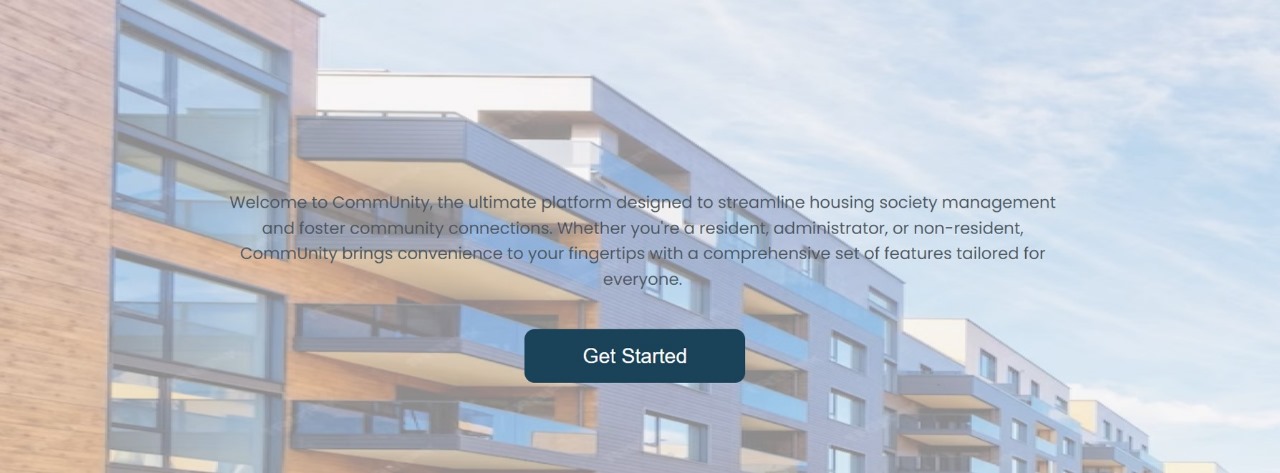 Welcome to CommUnity, the ultimate platform designed to streamline housing society management
and foster community connections. Whether you're a resident, administrator, or non-resident,
CommUnity brings convenience to your fingertips with a comprehensive set of features tailored for
everyone.
Get Started